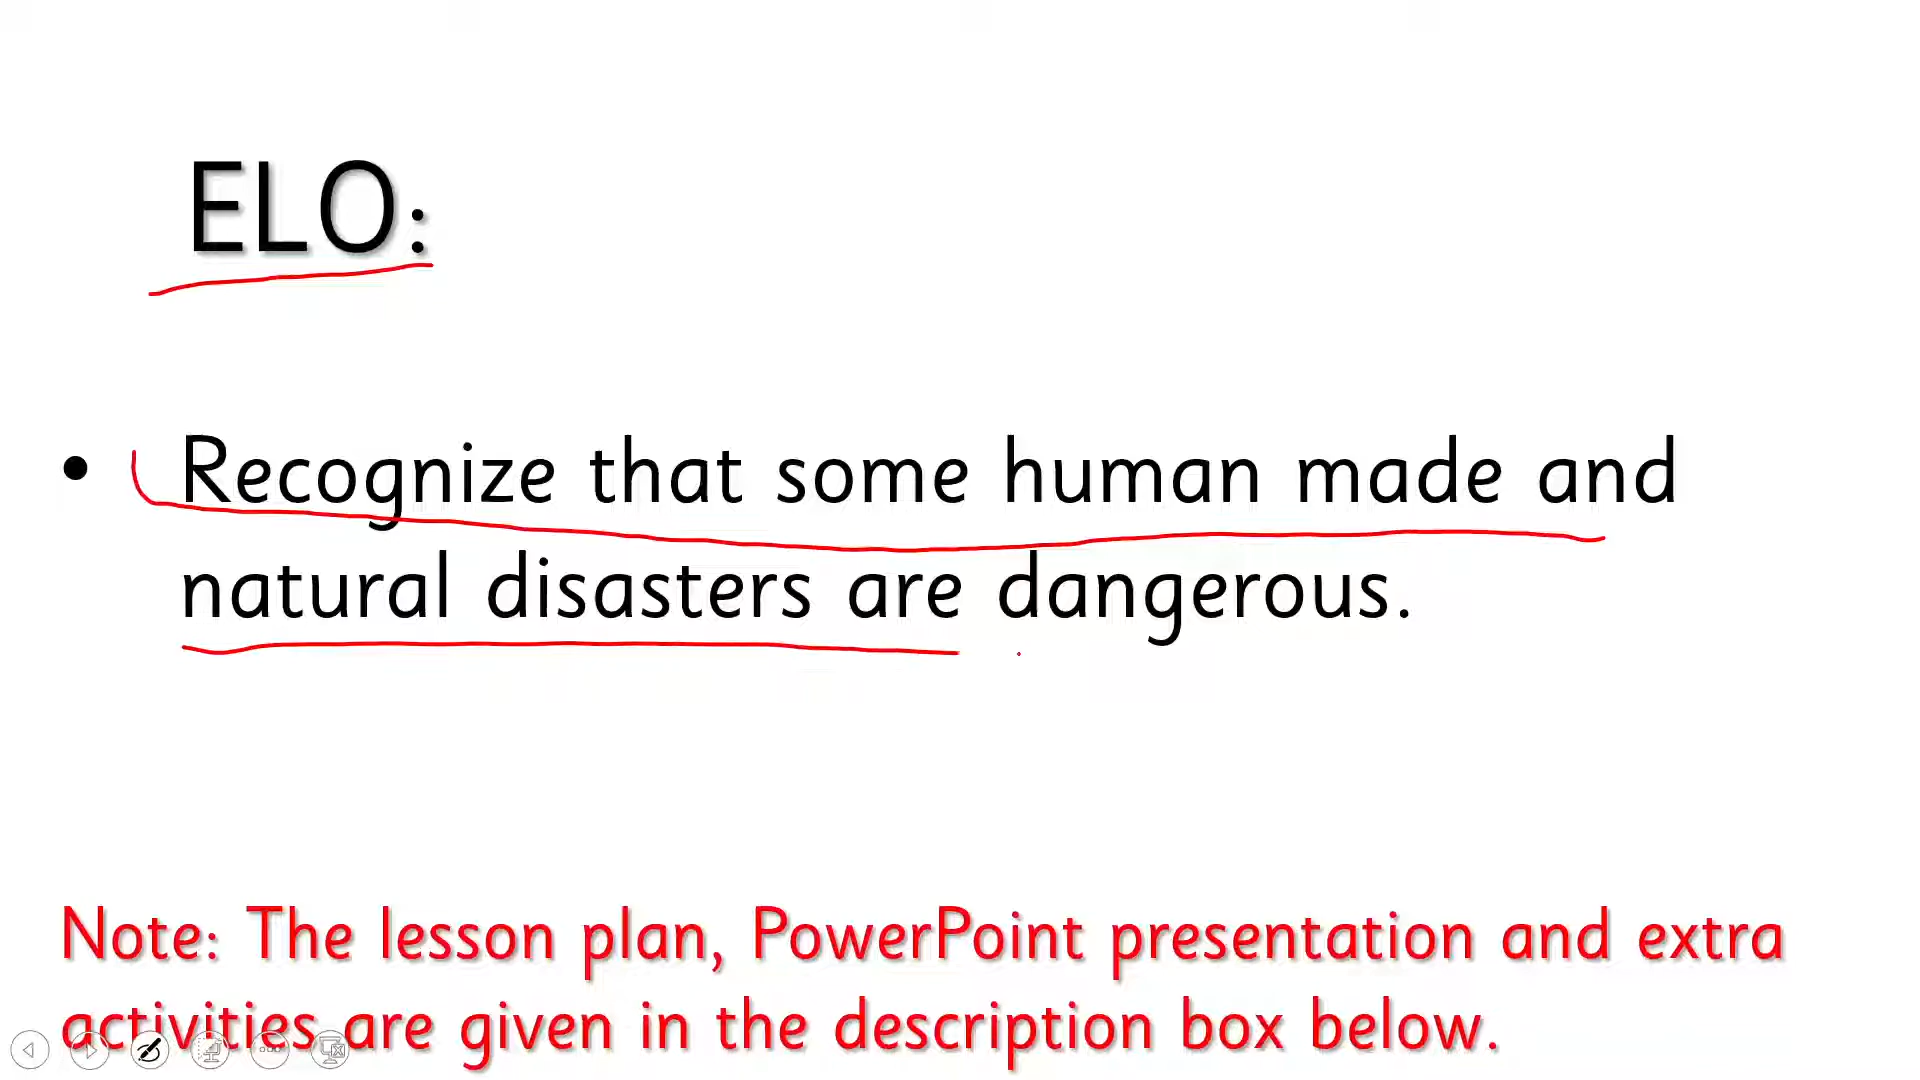 ELO:
• Recognize that some human made and
natural disasters are dangerous.
Note: The lesson plan, PowerPoint presentation and extra
activities are given in the description box below.